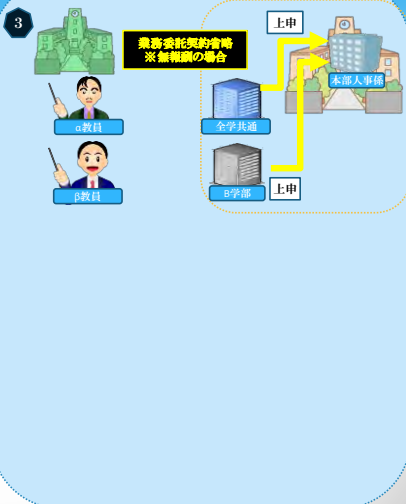 3
上申
業務委託契約省略
※無報酬の場合
本部人事係
α教員
全学共通
β教員
B学部
上申